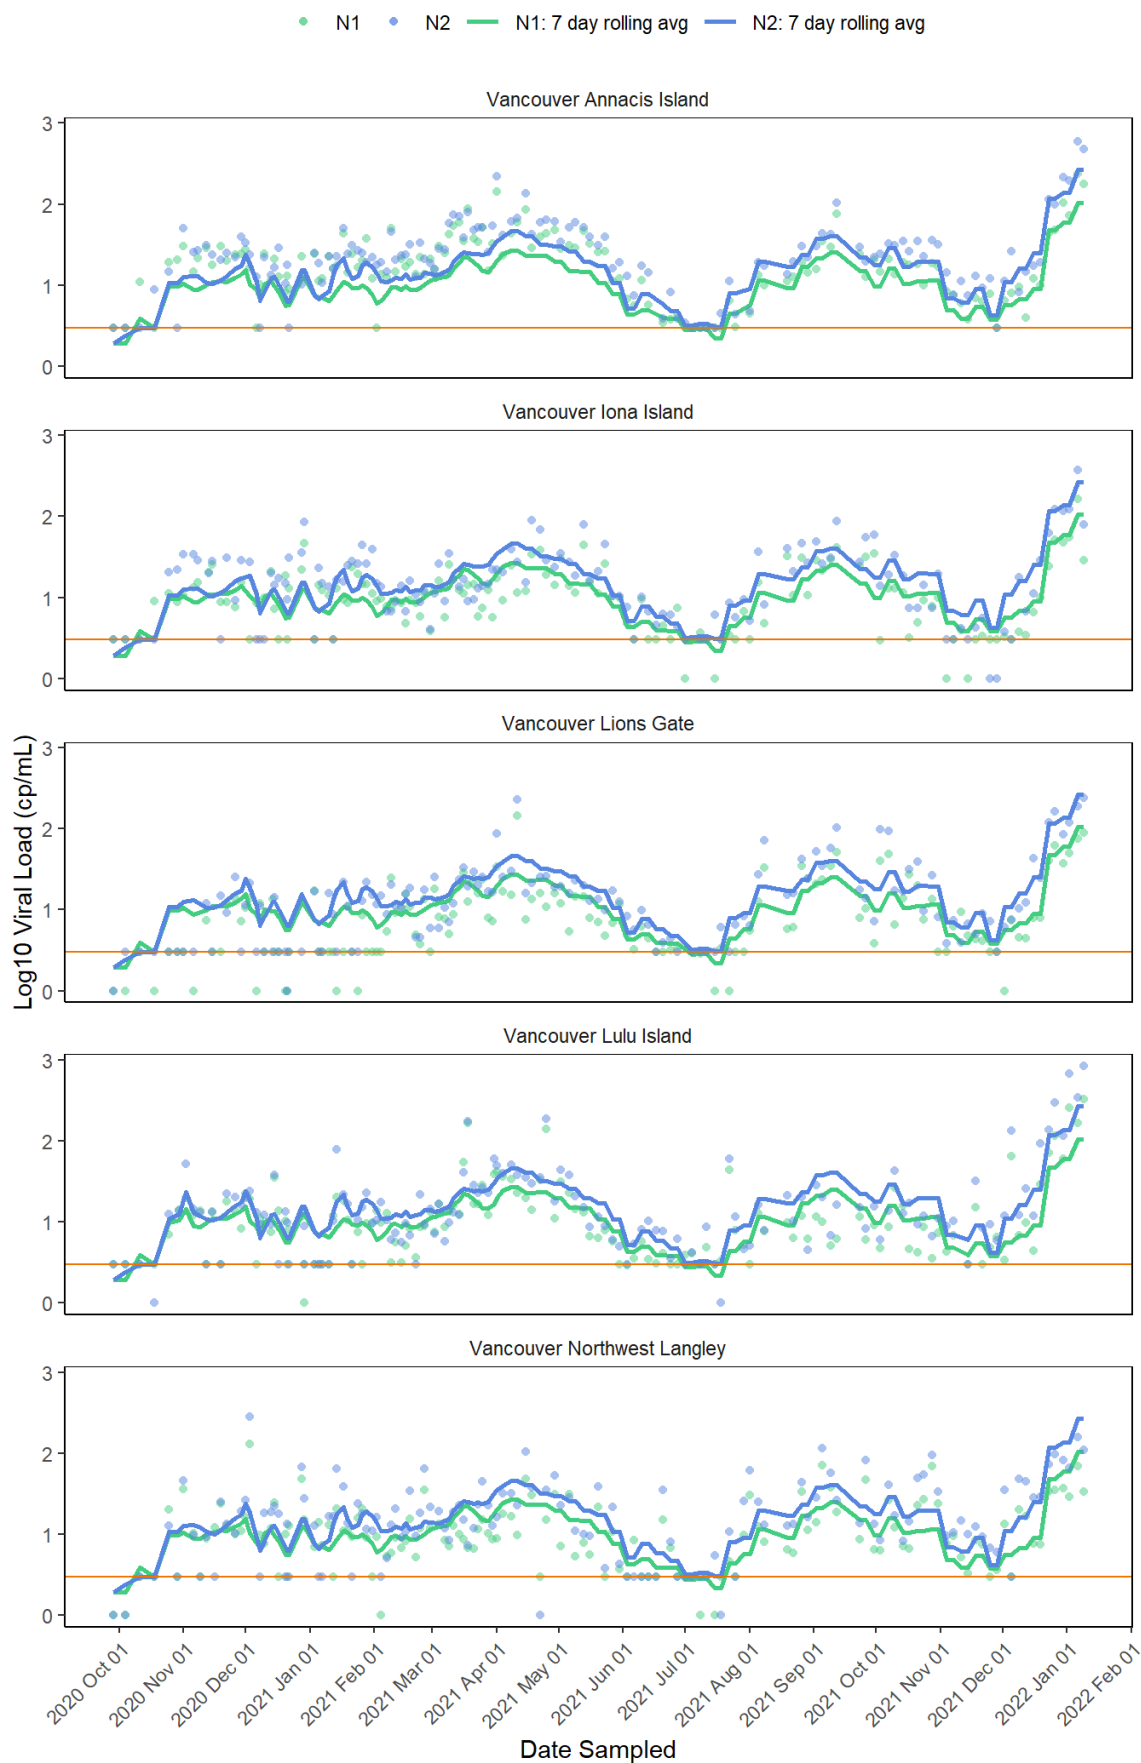 N1 N2 N1: 7 day rolling avg N2: 7 day rolling avg
Vancouver Annacis Island
3
2
1
0
Vancouver Iona Island
3
2
1
0
Vancouver Lions Gate
3
2
1
0
Log10 Viral Load (cp/mL)
Vancouver Lulu Island
3
2
1
0
Vancouver Northwest Langley
3
2
1
0
2020 Oct 01
2020 Nov 01
2020 Dec 01
2021 Jan 01
2021 Feb 01
2021 Mar 01
2021 Apr 01
2021 May 01
2021 Jun 01
2021 Jul 01
2021 Aug 01
2021 Sep 01
2021 Oct 01
2021 Nov 01
2021 Dec 01
2022 Jan 01
2022 Feb 01
Date Sampled